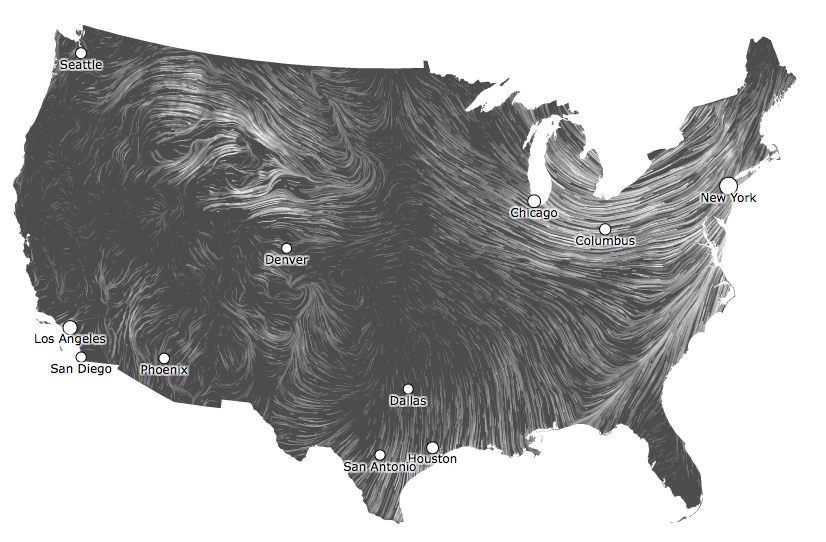 Seattle
New York
Chicago
Columbus
Denver
Los Angeles
San Diego
Phoenix
Dallas
Houston
San Antonio